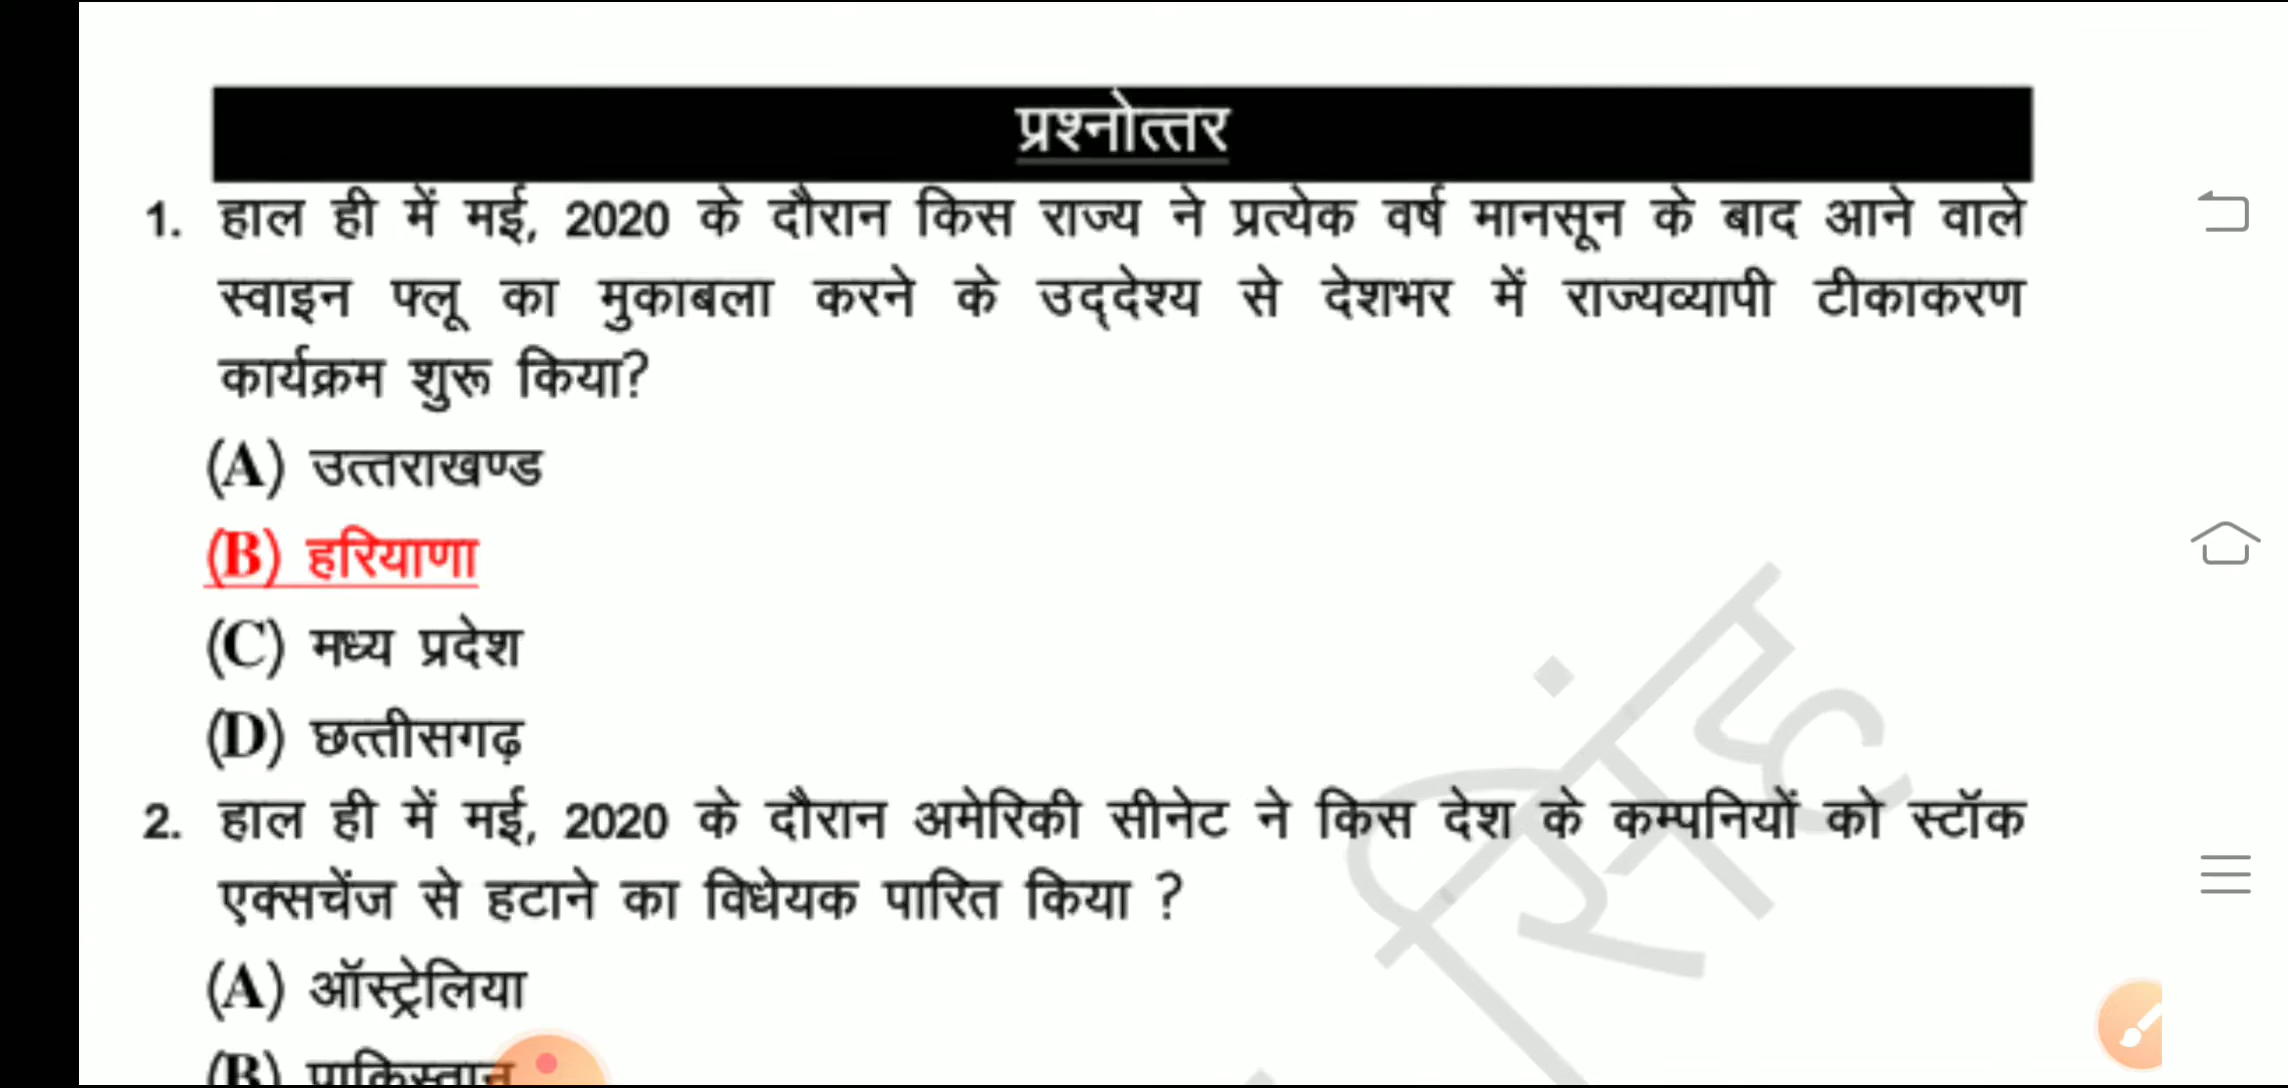 प्रश्नोत्तर
1. हाल ही में मई, 2020 के दौरान किस राज्य ने प्रत्येक वर्ष मानसून के बाद आने वाले
स्वाइन फ्लू का मुकाबला करने के उद्देश्य से देशभर में राज्यव्यापी टीकाकरण
कार्यक्रम शुरू किया?
(A) उत्तराखण्ड
(B) हरियाणा
(C) मध्य प्रदेश
(D) छत्तीसगढ़
2. हाल ही में मई, 2020 के दौरान अमेरिकी सीनेट ने किस देश के कम्पनियों को स्टॉक
एक्सचेंज से हटाने का विधेयक पारित किया ?
(A) ऑस्ट्रेलिया
(B) पाकिस्तान